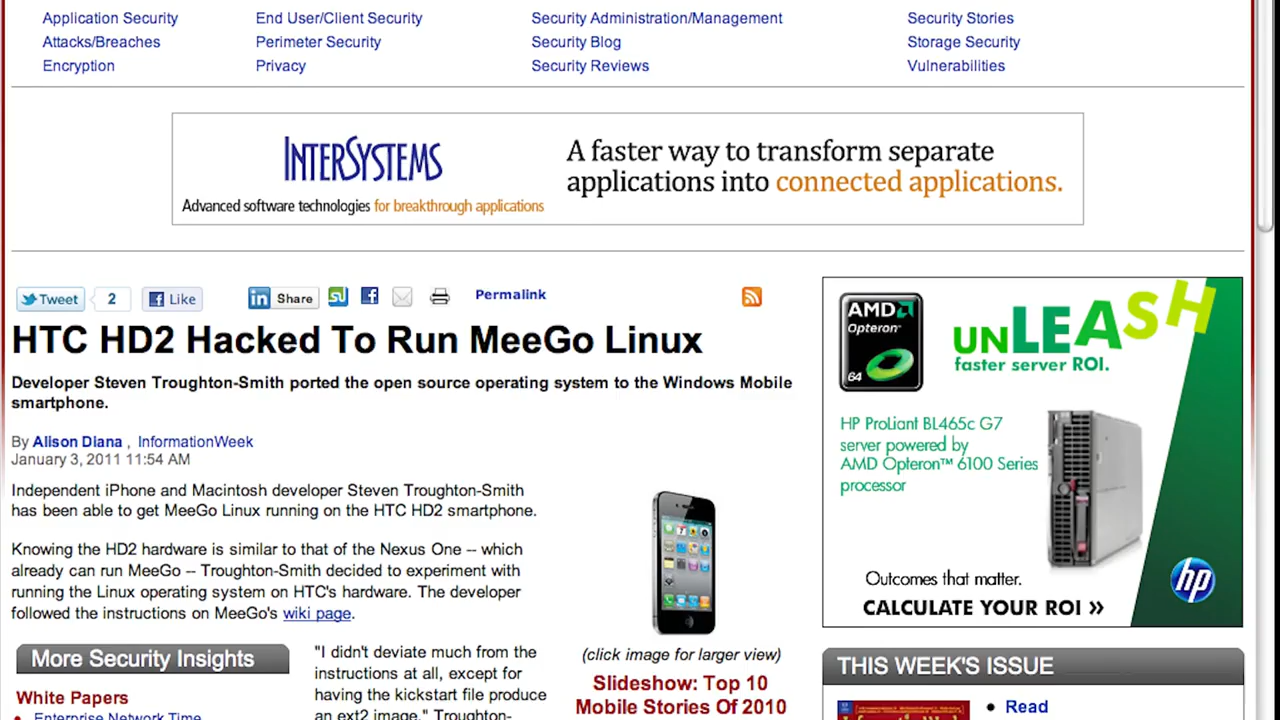 Application Security
End User/Client Security
Security Administration/Management
Security Stories
Attacks/Breaches
Perimeter Security
Security Blog
Storage Security
Encryption
Privacy
Security Reviews
Vulnerabilities
INTERSYSTEMS
Advanced software technologies for breakthrough applications
A faster way to transform separate
applications into connected applications.
Tweet
2
Like
in Share
Permalink
HTC HD2 Hacked To Run MeeGo Linux
Developer Steven Troughton-Smith ported the open source operating system to the Windows Mobile
smartphone.
By Alison Diana , InformationWeek
January 3, 2011 11:54 AM
Independent iPhone and Macintosh developer Steven Troughton-Smith
has been able to get MeeGo Linux running on the HTC HD2 smartphone.
Knowing the HD2 hardware is similar to that of the Nexus One -- which
already can run MeeGo -- Troughton-Smith decided to experiment with
running the Linux operating system on HTC's hardware. The developer
followed the instructions on MeeGo's wiki page.
More Security Insights
White Papers
Enterprise Network Time
"I didn't deviate much from the
instructions at all, except for
having the kickstart file produce
an ext2 image," Troughton-
(click image for larger view)
Slideshow: Top 10
Mobile Stories Of 2010
AMD
Opteron™
64
UNLEASH
faster server ROI.
HP ProLiant BL465c G7
server powered by
AMD Opteron™ 6100 Series
processor
Outcomes that matter.
CALCULATE YOUR ROI »
hp
THIS WEEK'S ISSUE
Read